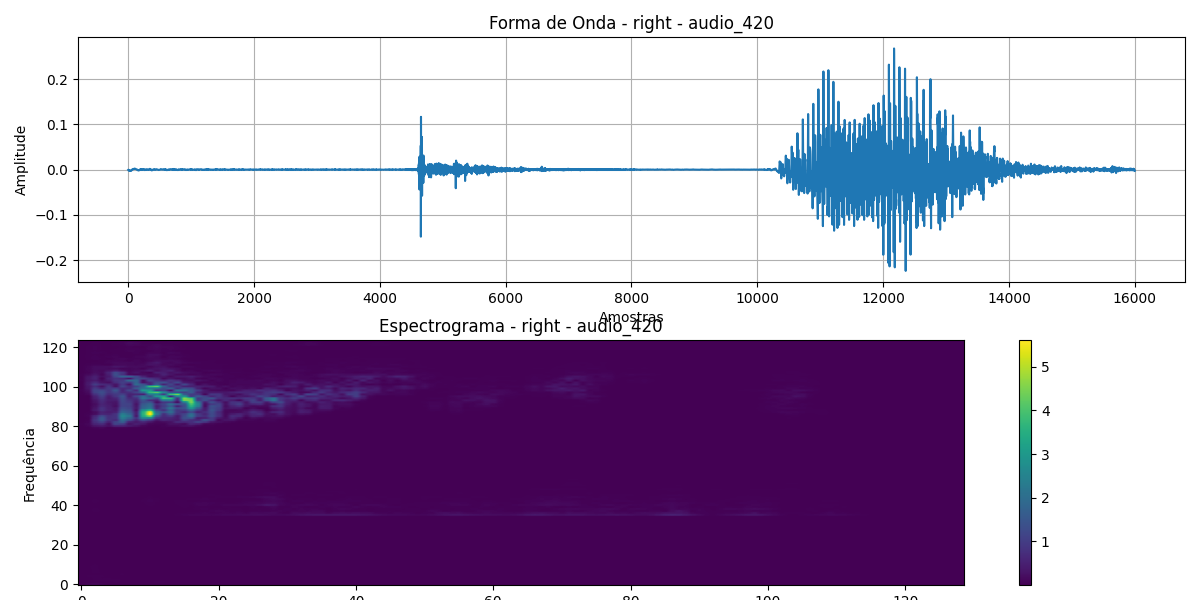 Forma de Onda - right - audio_420
Amplitude
0.2
0.1
0.0
−0.1
−0.2
0 2000 4000 6000 8000 10000 12000 14000 16000
Amostras
Espectrograma - right - audio_420
Frequência
120
100
80
60
40
20
0
0 20 40 60 80 100 120
5
4
3
2
1